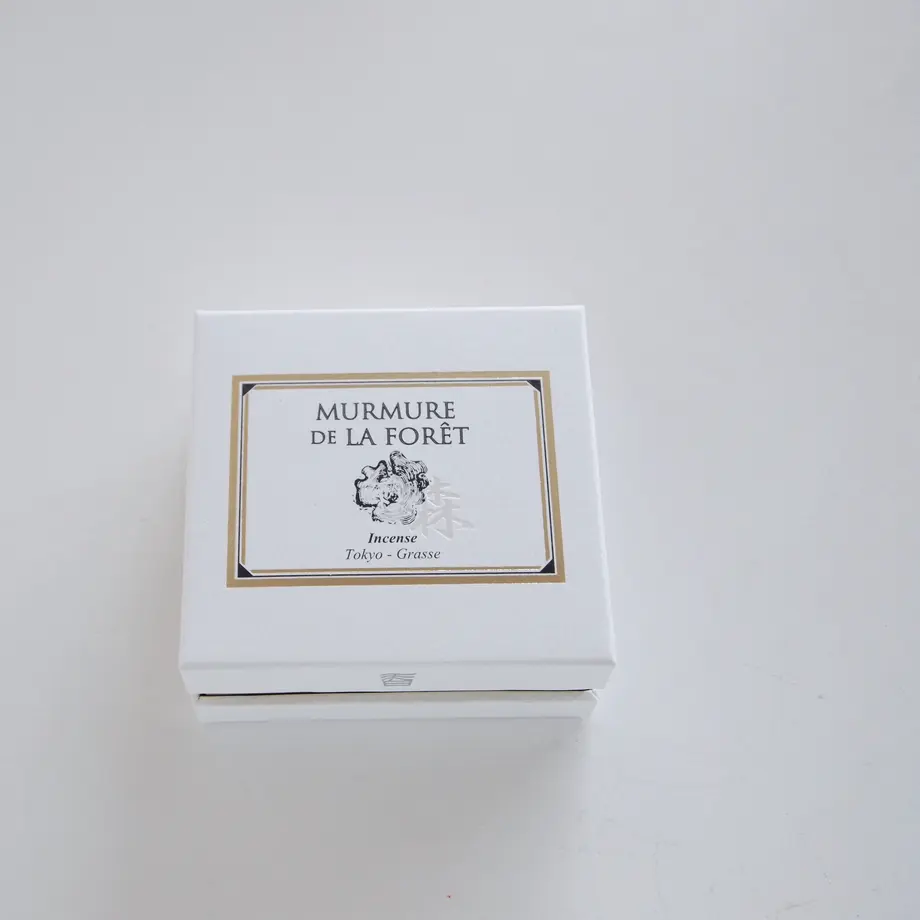 MURMURE
DE LA FORÊT
森
Incense
Tokyo - Grasse